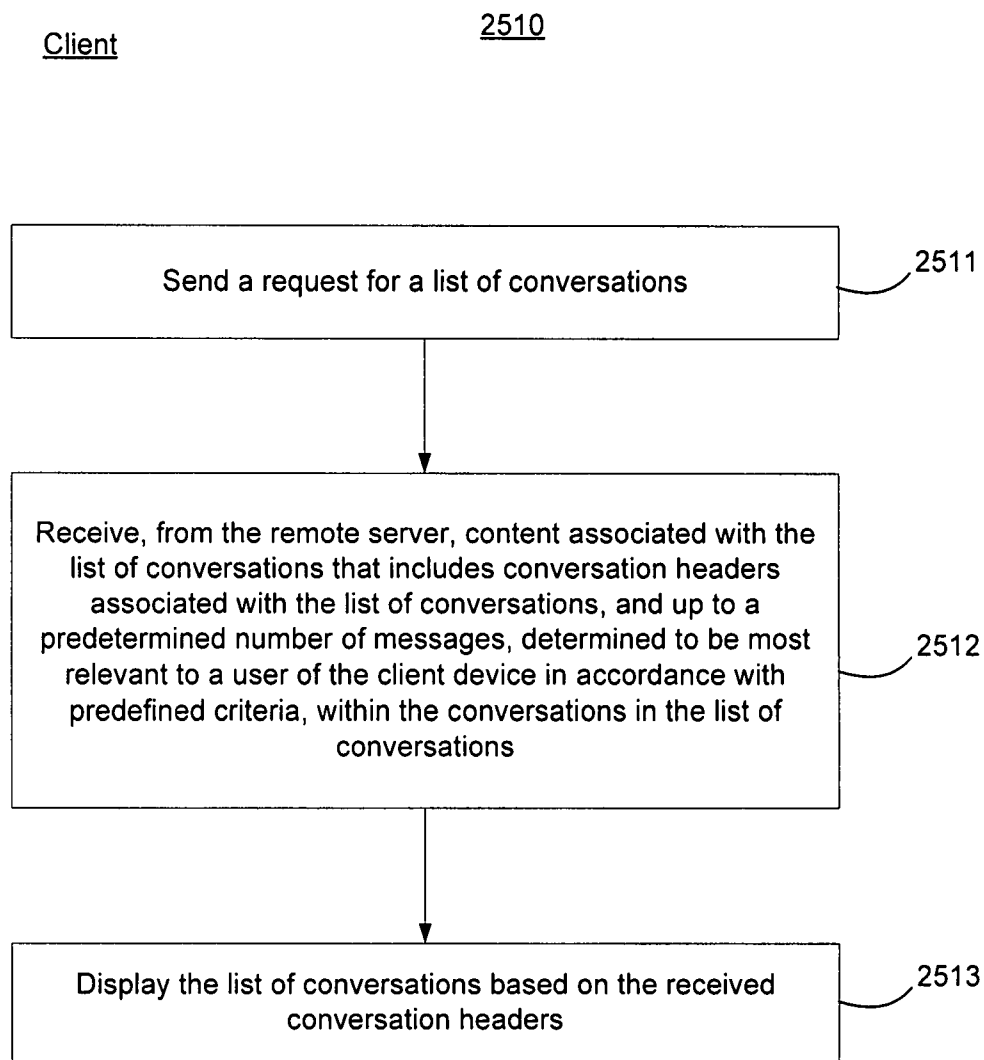 2510
Client
Send a request for a list of conversations
2511
Receive, from the remote server, content associated with the
list of conversations that includes conversation headers
associated with the list of conversations, and up to a
predetermined number of messages, determined to be most
relevant to a user of the client device in accordance with
predefined criteria, within the conversations in the list of
conversations
2512
Display the list of conversations based on the received
conversation headers
2513